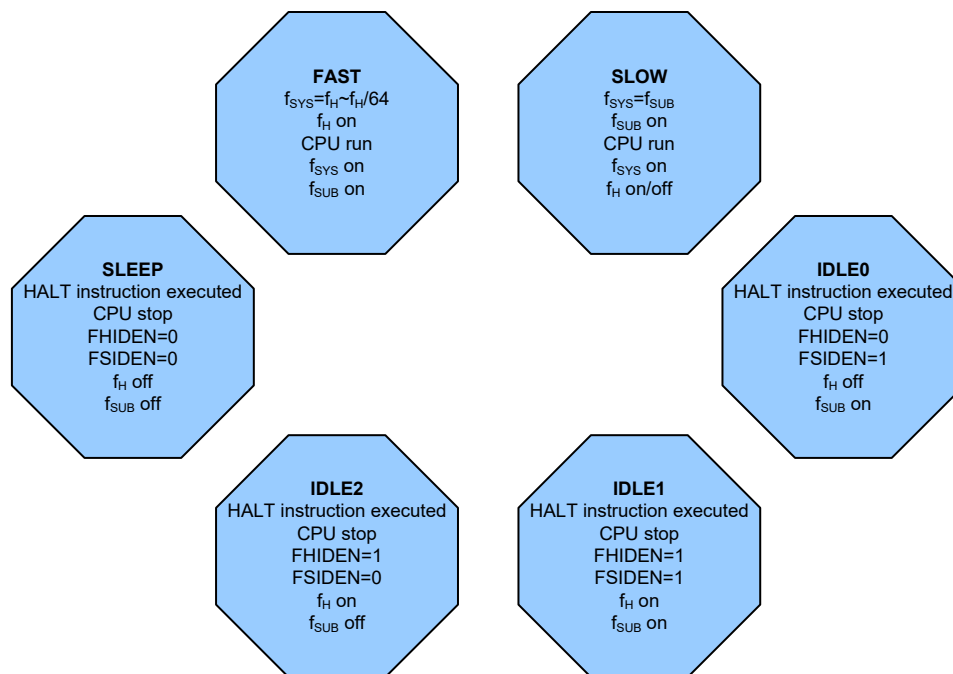 FAST
fSYS=fH~fH/64
fH on
CPU run
fSYS on
fSUB on
SLOW
fSYS=fSUB
fSUB on
CPU run
fSYS on
fH on/off
SLEEP
HALT instruction executed
CPU stop
FHIDEN=0
FSIDEN=0
fH off
fSUB off
IDLE0
HALT instruction executed
CPU stop
FHIDEN=0
FSIDEN=1
fH off
fSUB on
IDLE2
HALT instruction executed
CPU stop
FHIDEN=1
FSIDEN=0
fH on
fSUB off
IDLE1
HALT instruction executed
CPU stop
FHIDEN=1
FSIDEN=1
fH on
fSUB on